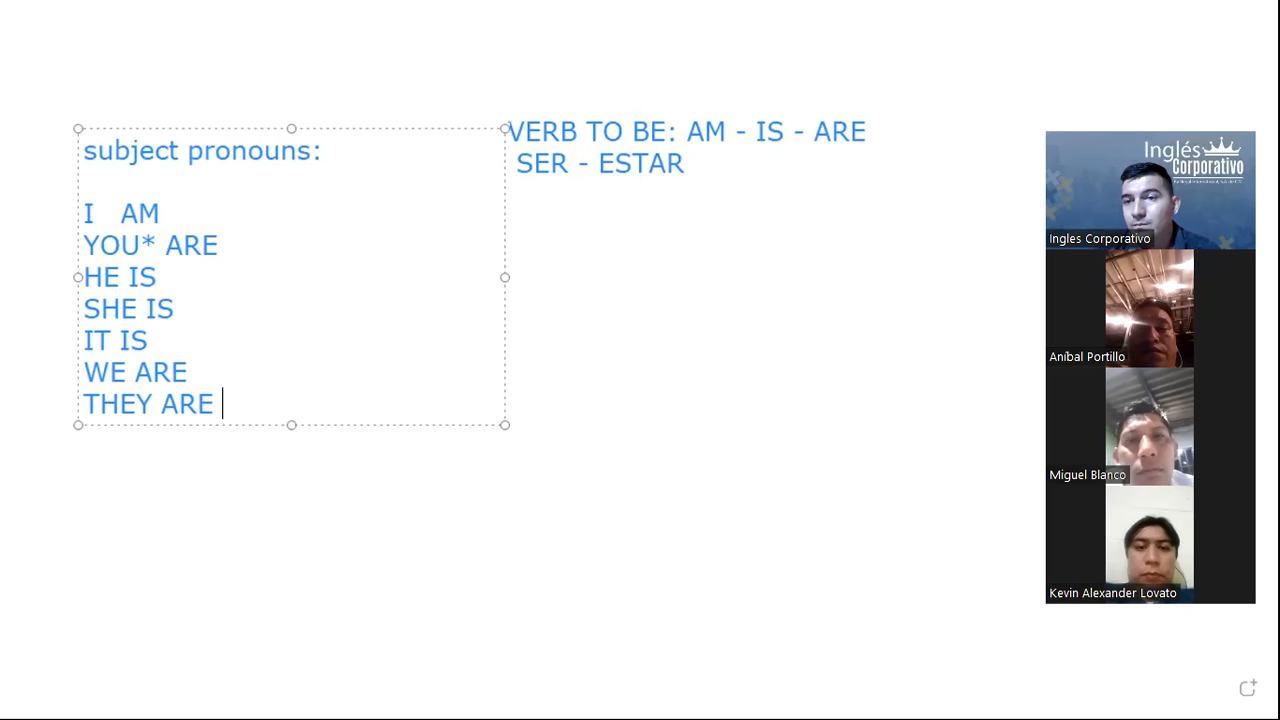 VERB TO BE: AM - IS - ARE
SER - ESTAR
subject pronouns:
I AM
YOU* ARE
HE IS
SHE IS
IT IS
WE ARE
THEY ARE
Inglés
Corporativo
Ingles Corporativo
Aníbal Portillo
Miguel Blanco
Kevin Alexander Lovato